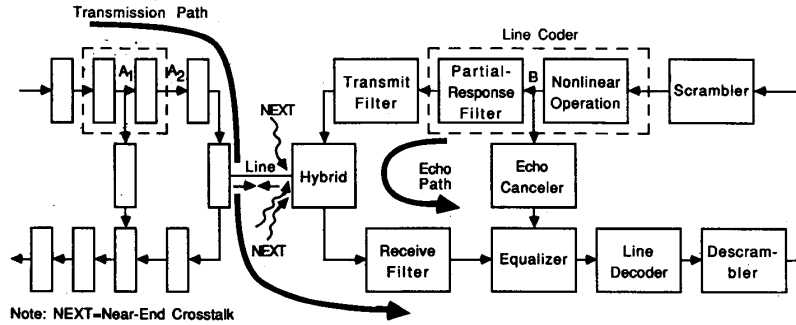 Transmission Path
Line Coder
A1
A2
Transmit
Filter
Partial-
Response
Filter
B
Nonlinear
Operation
Scrambler
NEXT
Line
Hybrid
Echo
Path
Echo
Canceler
NEXT
Receive
Filter
Equalizer
Line
Decoder
Descram-
bler
Note: NEXT=Near-End Crosstalk